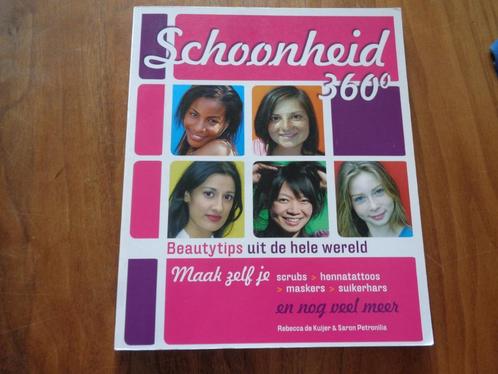 Schoonheid
360°
Beautytips uit de hele wereld
Maak zelf je scrubs > hennatattoos
> maskers > suikerhars
en nog veel meer
Rebecca de Kuijer & Saron Petronilia